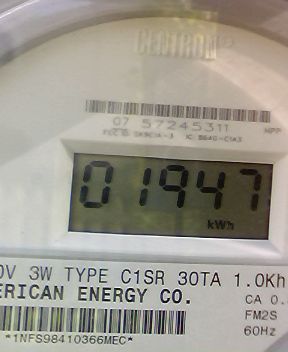 CENTRON®
07 57245311
01947
kWh
0V 3W TYPE C1SR 30TA 1.0Kh
ERICAN ENERGY CO.
CA 0.
FM2S
60Hz
*1NFS98410366MEC*